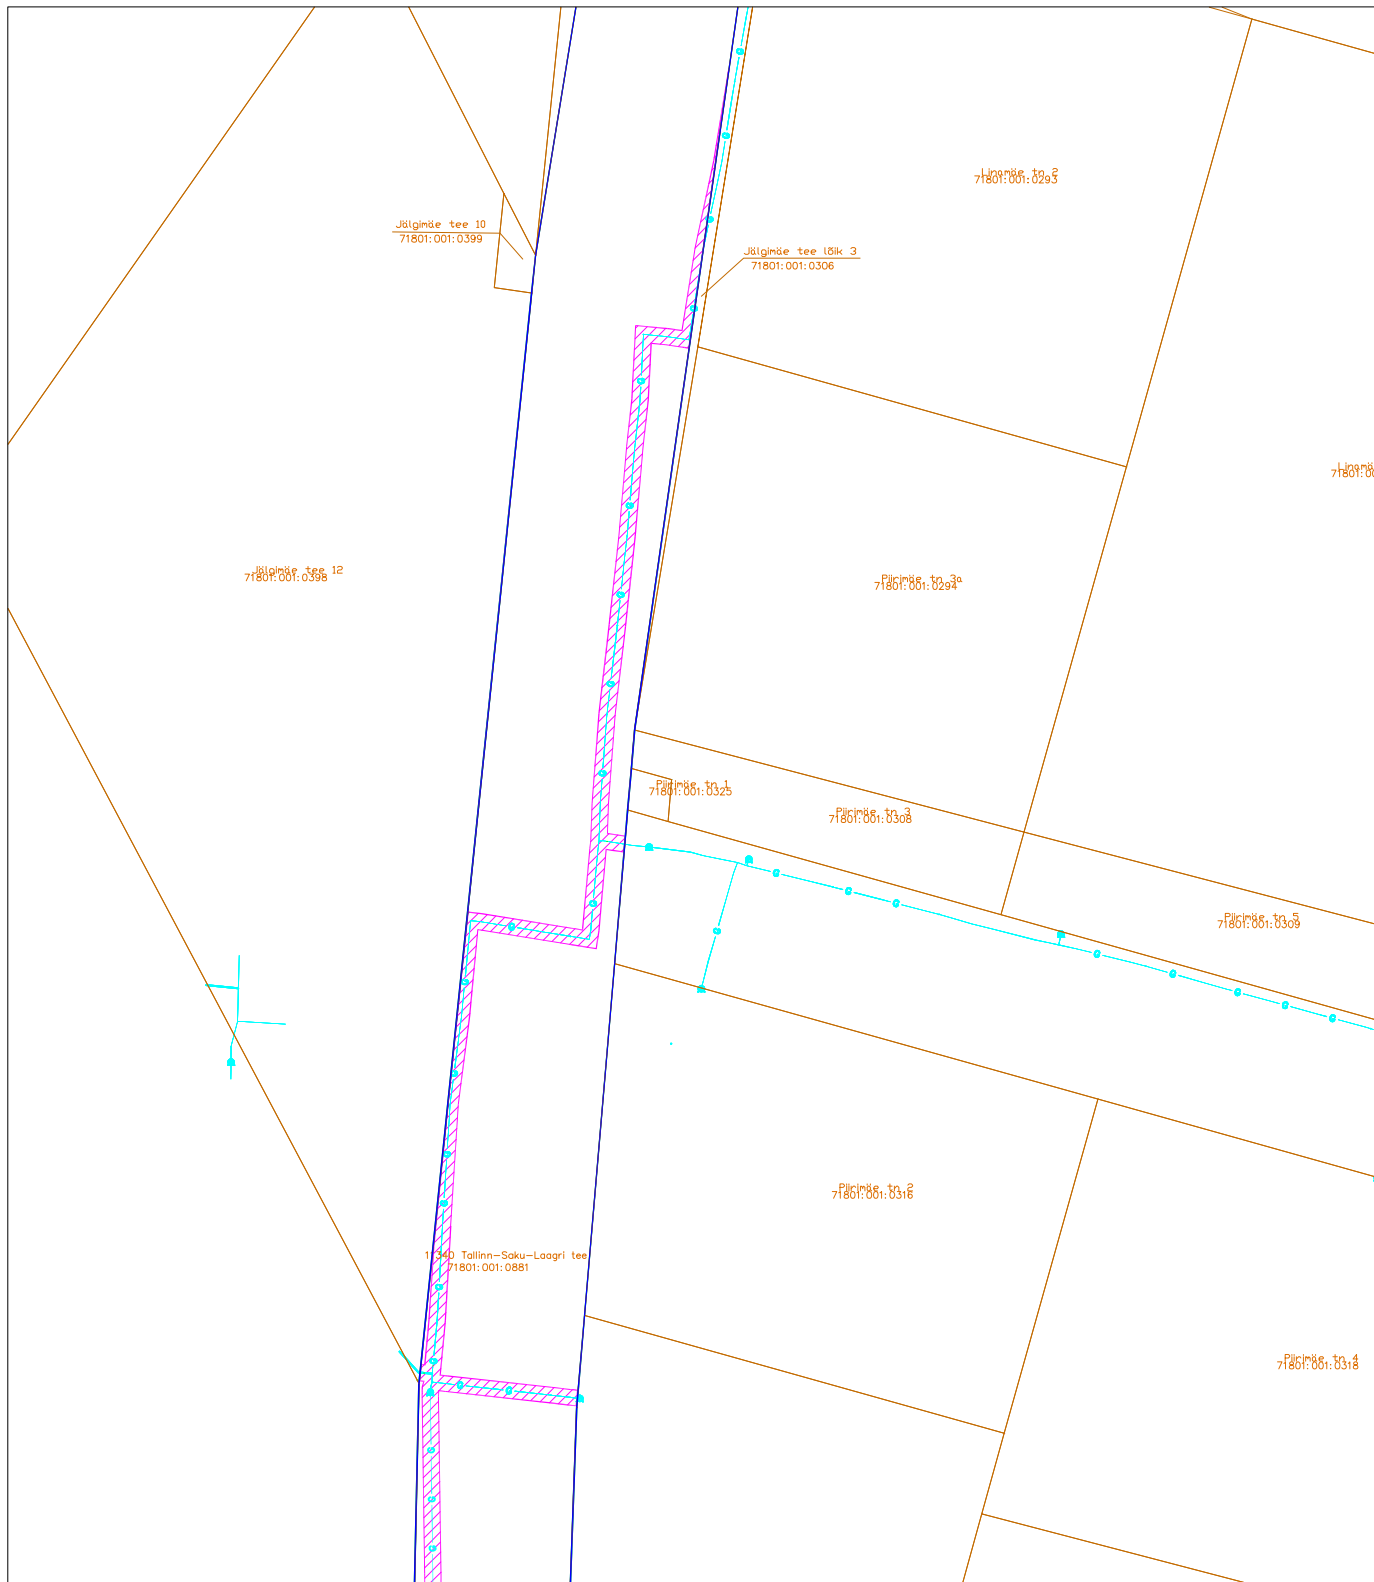 Linamäe tn 2
71801:001:0293
Jälgimäe tee 10
71801:001:0399
Jälgimäe tee lõik 3
71801:001:0306
Jälgimäe tee 12
71801:001:0398
Piirimäe tn 3a
71801:001:0294
Piirimäe tn 1
71801:001:0325
Piirimäe tn 3
71801:001:0308
Piirimäe tn 5
71801:001:0309
Piirimäe tn 2
71801:001:0316
11340 Tallinn-Saku-Laagri tee
71801:001:0881
Piirimäe tn 4
71801:001:0318